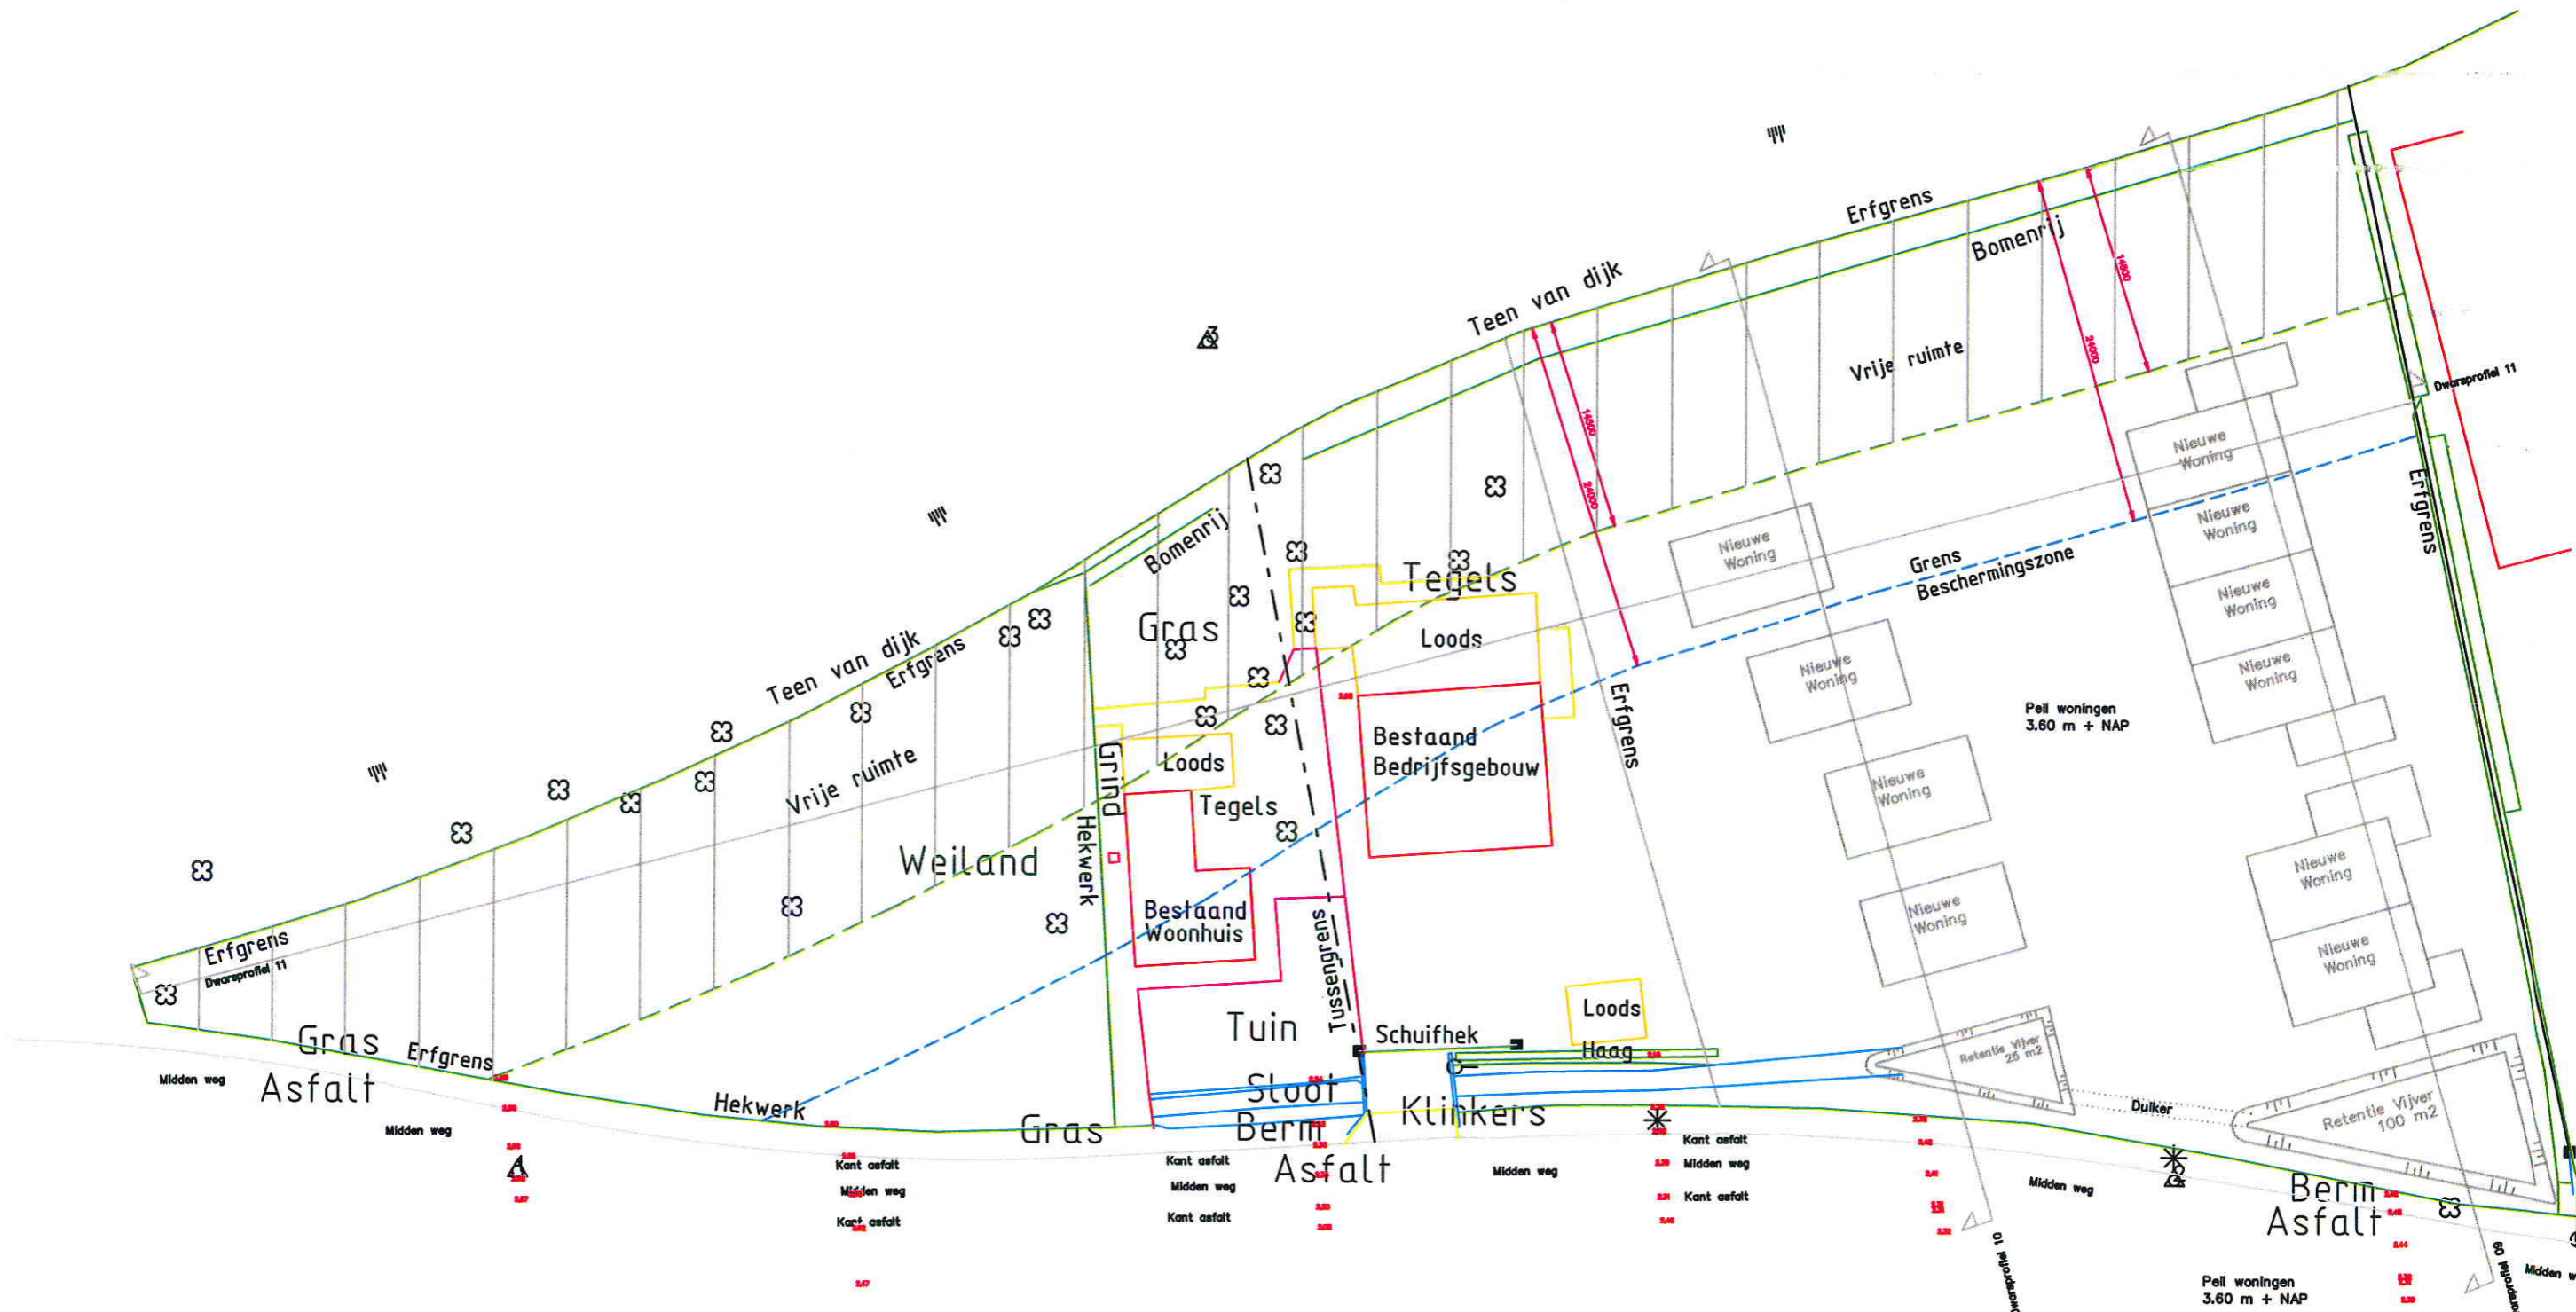 Erfgrens
Bomenrij
Teen van dijk
14600
24000
Vrije ruimte
14600
24000
Dwarsprofiel 11
Nieuwe
Woning
Nieuwe
Woning
Nieuwe
Woning
Nieuwe
Woning
Erfgrens
Grens
Beschermingszone
Nieuwe
Woning
Nieuwe
Woning
Nieuwe
Woning
Nieuwe
Woning
Peil woningen
3.60 m + NAP
Nieuwe
Woning
Nieuwe
Woning
Bomenrij
Gras
Tegels
Loods
Teen van dijk
Erfgrens
Vrije ruimte
Grind
Loods
Tegels
Bestaand
Bedrijfsgebouw
Erfgrens
Weiland
Hekwerk
Bestaand
Woonhuis
Tussengrens
Erfgrens
Dwarsprofiel 11
Gras
Erfgrens
Midden weg
Asfalt
Midden weg
Hekwerk
Gras
Tuin
Sloot
Berm
Asfalt
Schuifhek
Loods
Haag
Klinkers
Retentie Vijver
25 m2
Duiker
Retentie Vijver
100 m2
Kant asfalt
Midden weg
Kant asfalt
Kant asfalt
Midden weg
Kant asfalt
Midden weg
Kant asfalt
Midden weg
Kant asfalt
Midden weg
Berm
Asfalt
Midden w
Peil woningen
3.60 m + NAP